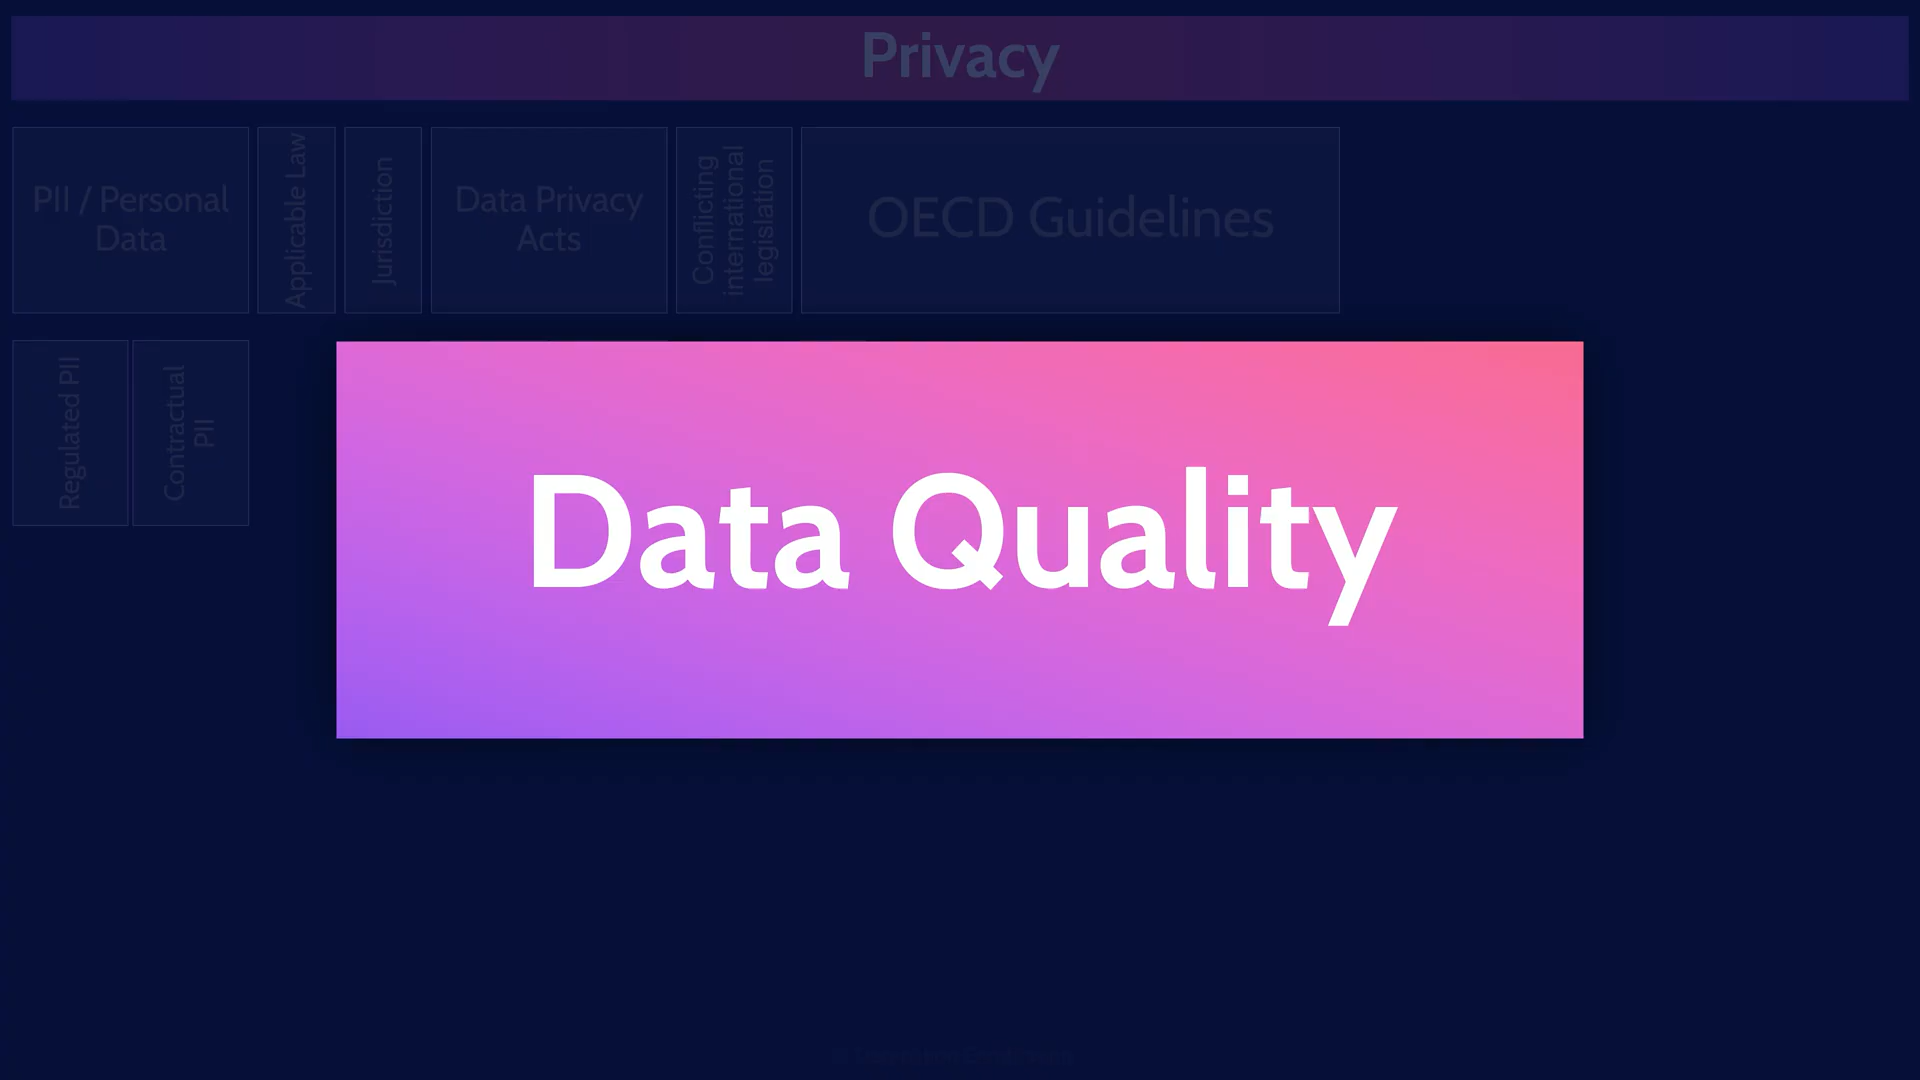 Privacy
PII / Personal
Data
Applicable Law
Jurisdiction
Data Privacy
Acts
Conflicting
international
legislation
OECD Guidelines
Regulated PII
Contractual
PII
Data Quality